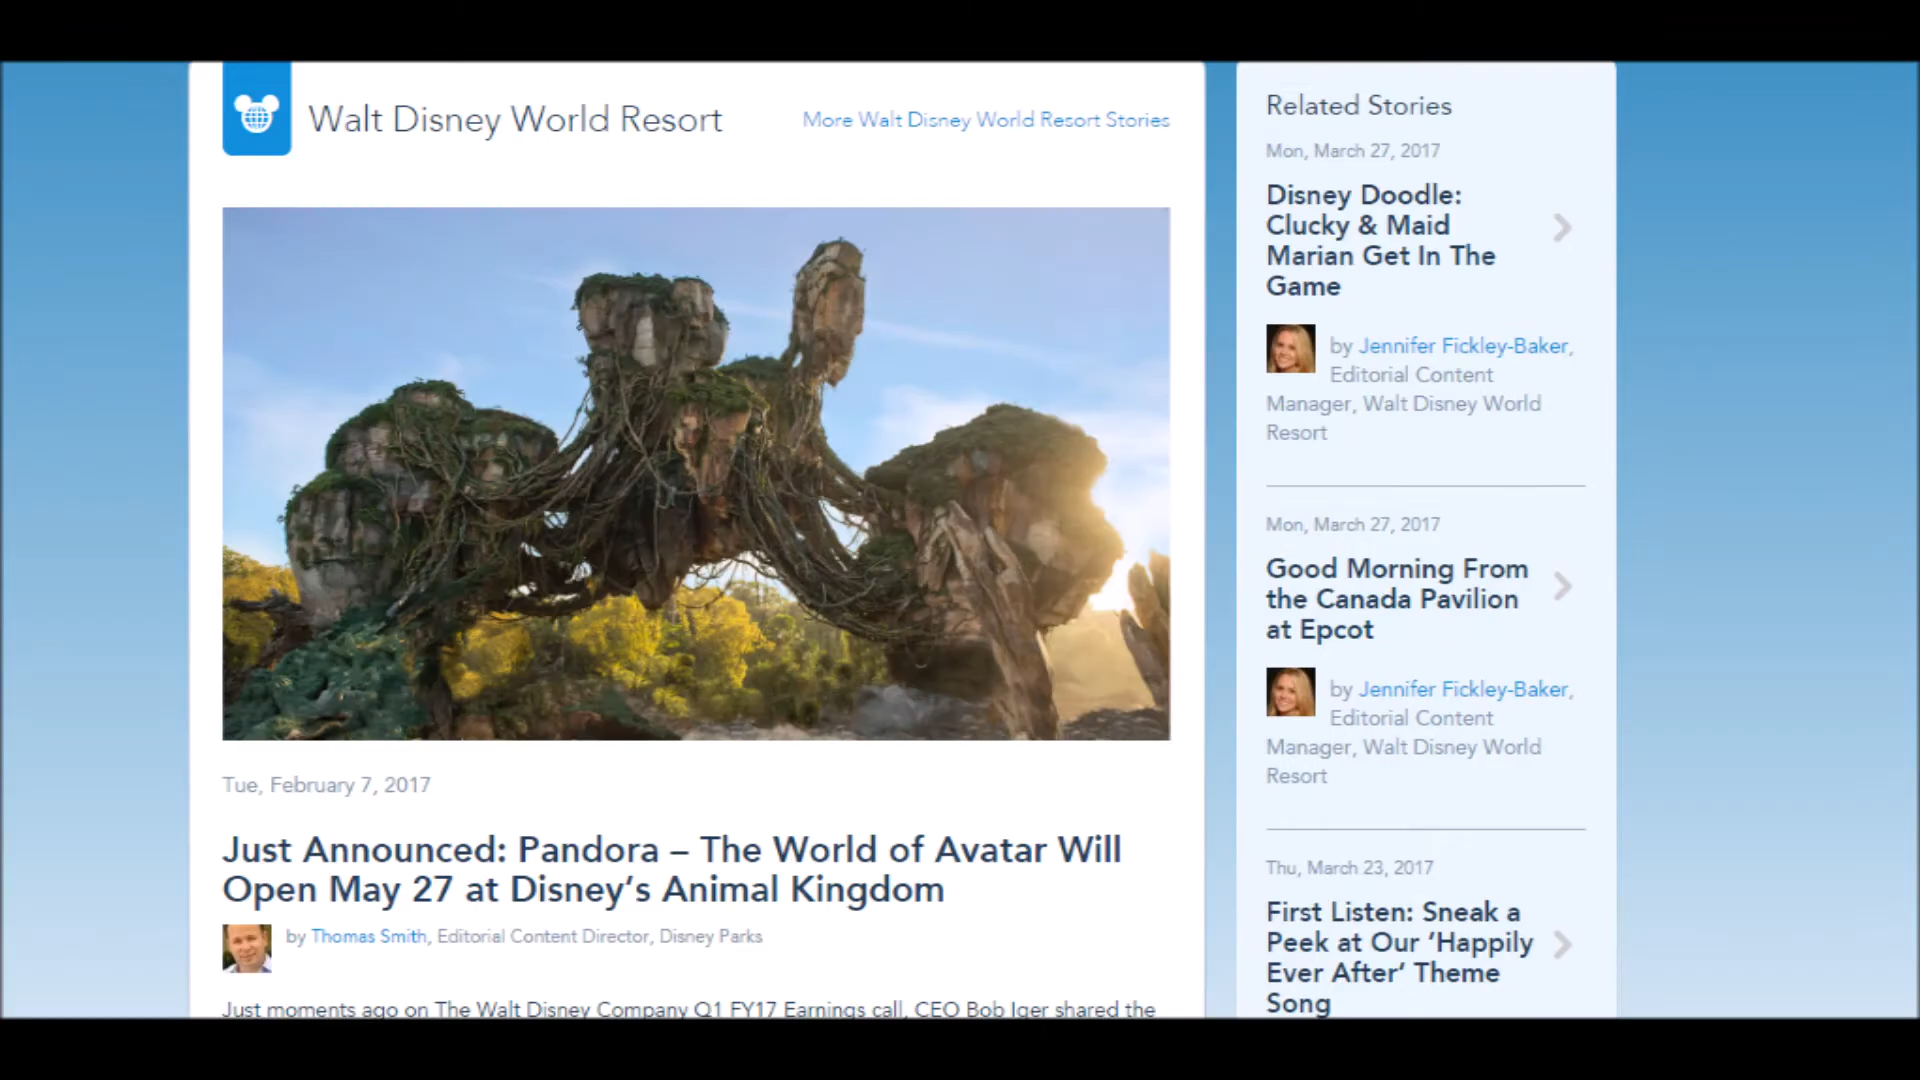 Walt Disney World Resort
More Walt Disney World Resort Stories
Tue, February 7, 2017
Just Announced: Pandora – The World of Avatar Will
Open May 27 at Disney's Animal Kingdom
by Thomas Smith, Editorial Content Director, Disney Parks
Just moments ago on The Walt Disney Company Q1 FY17 Earnings call, CEO Bob Iger shared the
Related Stories
Mon, March 27, 2017
Disney Doodle:
Clucky & Maid
Marian Get In The
Game
by Jennifer Fickley-Baker,
Editorial Content
Manager, Walt Disney World
Resort
Mon, March 27, 2017
Good Morning From
the Canada Pavilion
at Epcot
by Jennifer Fickley-Baker,
Editorial Content
Manager, Walt Disney World
Resort
Thu, March 23, 2017
First Listen: Sneak a
Peek at Our 'Happily
Ever After' Theme
Song